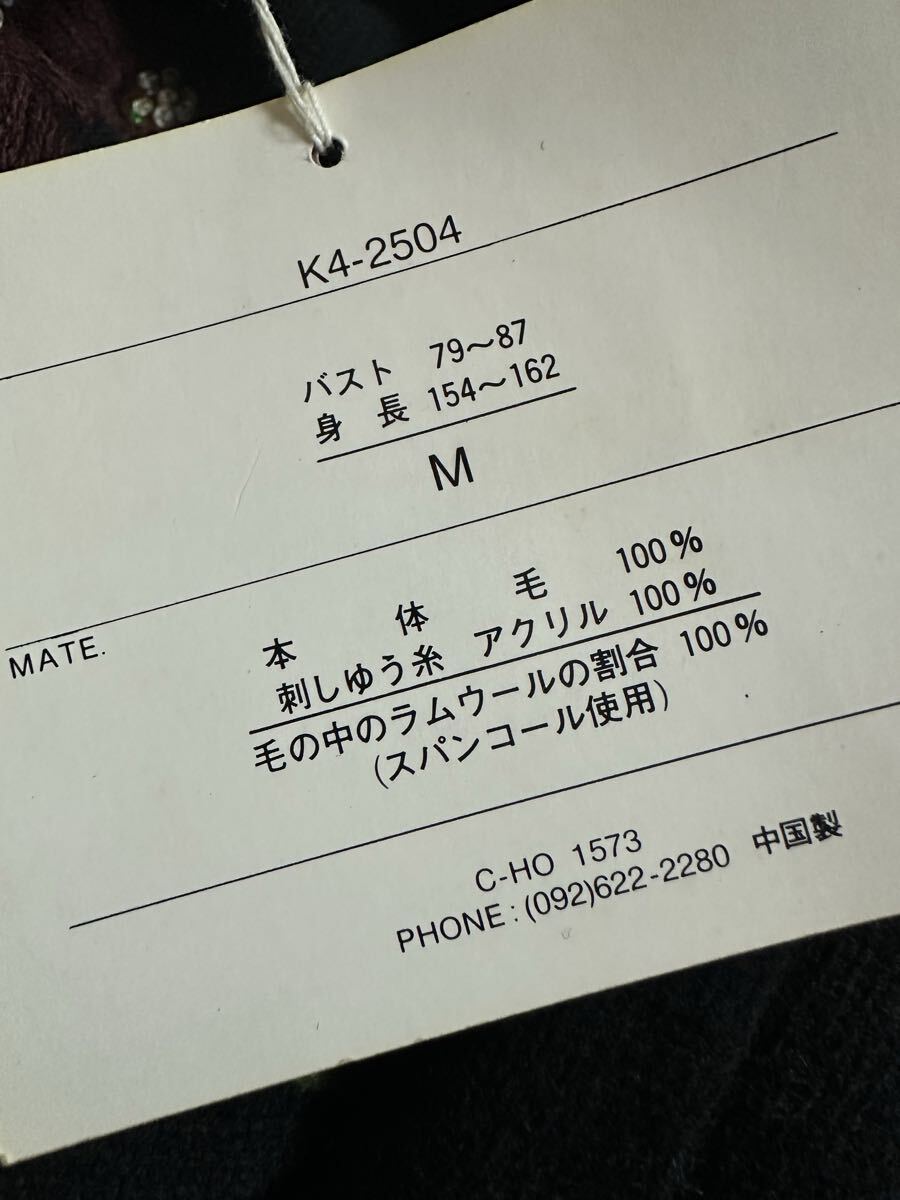 K4-2504
バスト 79～87
身長 154～162
M
MATE.
本体 毛 100%
刺しゆう糸 アクリル 100%
毛の中のラムウールの割合 100%
(スパンコール使用)
C-HO 1573
PHONE:(092)622-2280 中国製